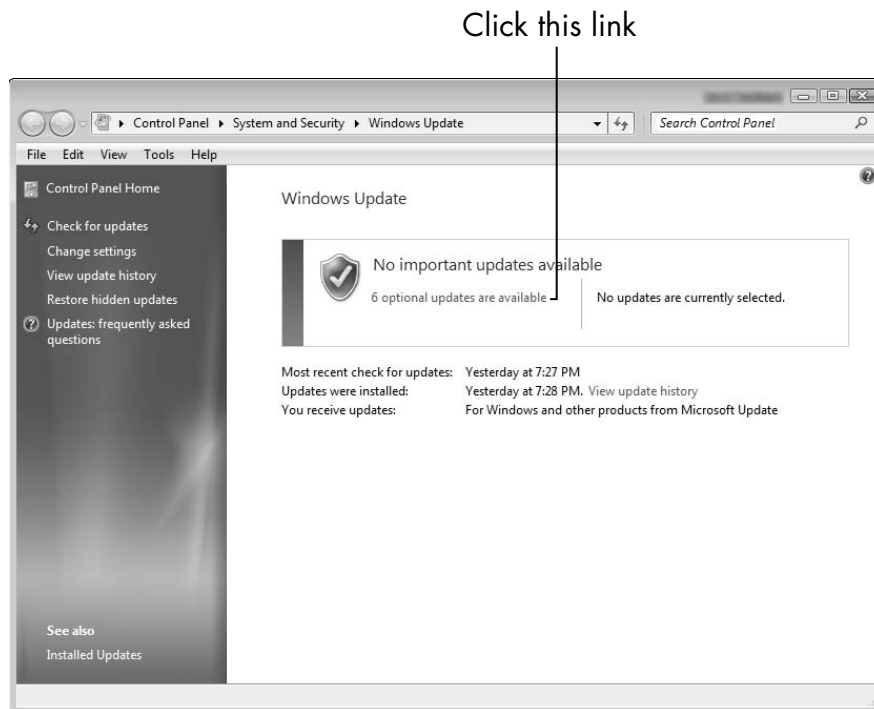 Click this link
Control Panel ▸ System and Security ▸ Windows Update
Search Control Panel
File Edit View Tools Help
Control Panel Home
Check for updates
Change settings
View update history
Restore hidden updates
Updates: frequently asked
questions
See also
Installed Updates
Windows Update
No important updates available
6 optional updates are available
No updates are currently selected.
Most recent check for updates: Yesterday at 7:27 PM
Updates were installed: Yesterday at 7:28 PM. View update history
You receive updates: For Windows and other products from Microsoft Update